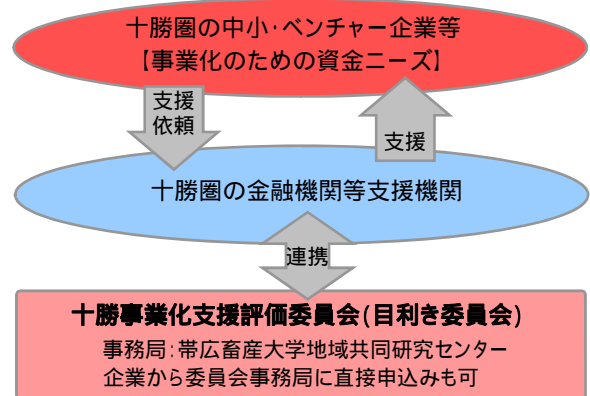 十勝圏の中小･ベンチャー企業等
【事業化のための資金ニーズ】
支援
依頼
支援
十勝圏の金融機関等支援機関
連携
十勝事業化支援評価委員会(目利き委員会)
事務局:帯広畜産大学地域共同研究センター
企業から委員会事務局に直接申込みも可